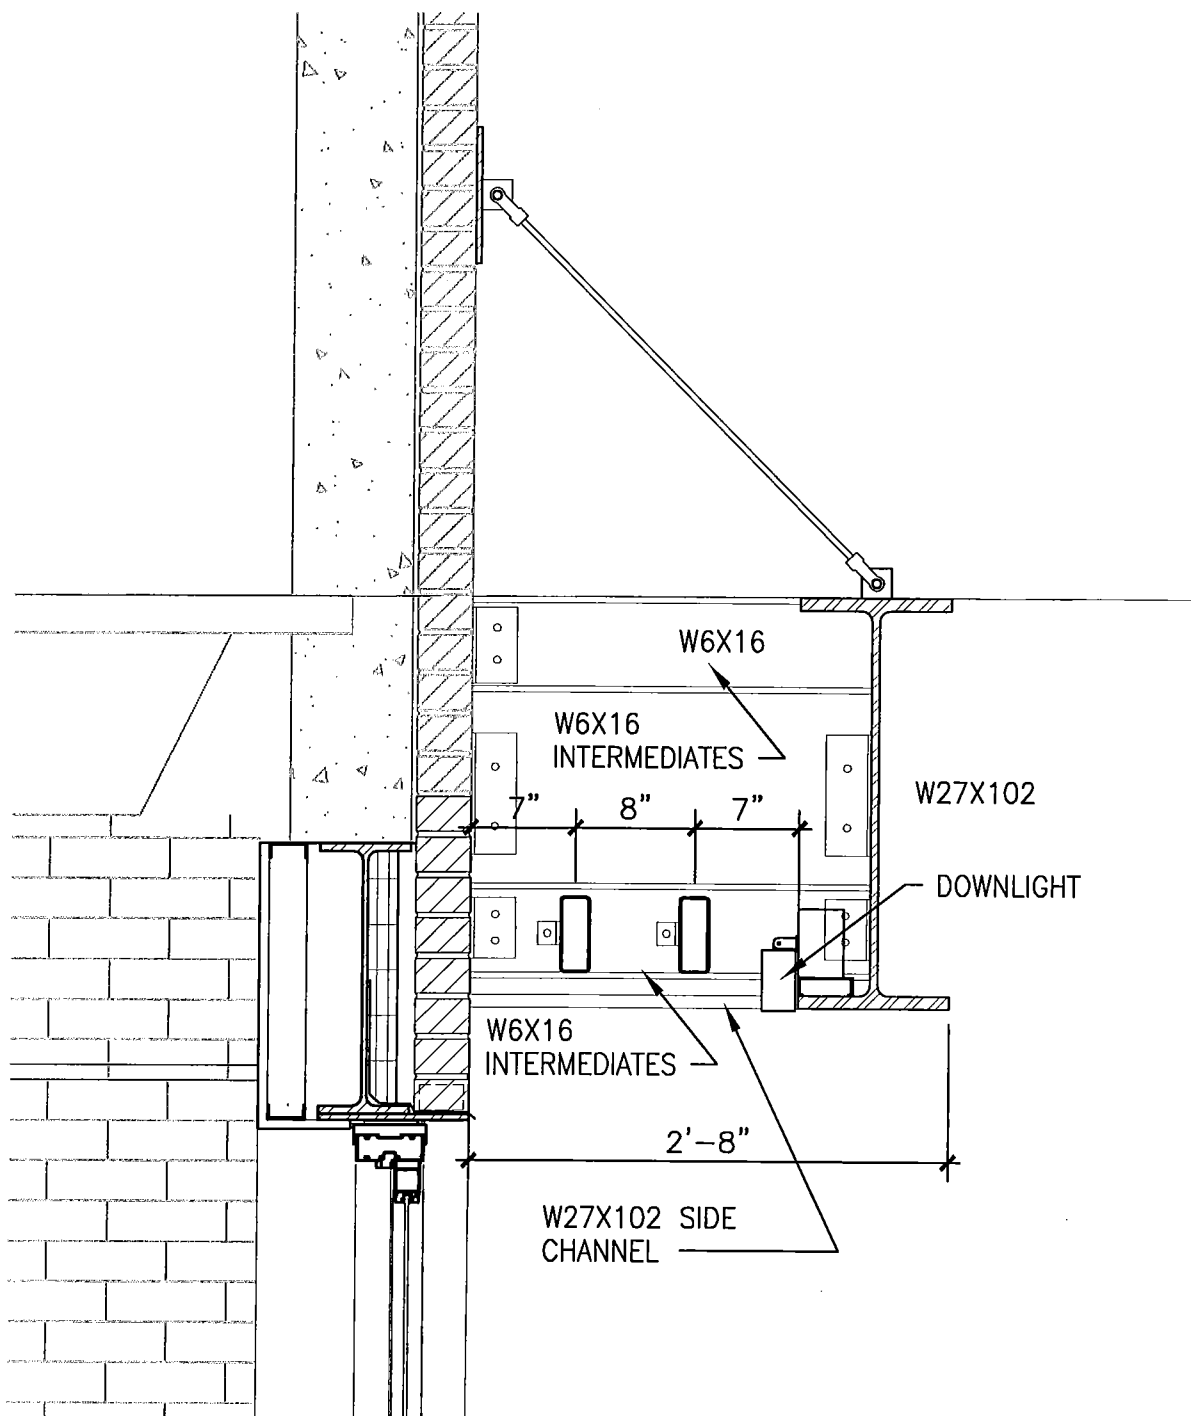 W6X16
W6X16
INTERMEDIATES
W27X102
7"
8"
7"
DOWNLIGHT
W6X16
INTERMEDIATES
2'-8"
W27X102 SIDE
CHANNEL